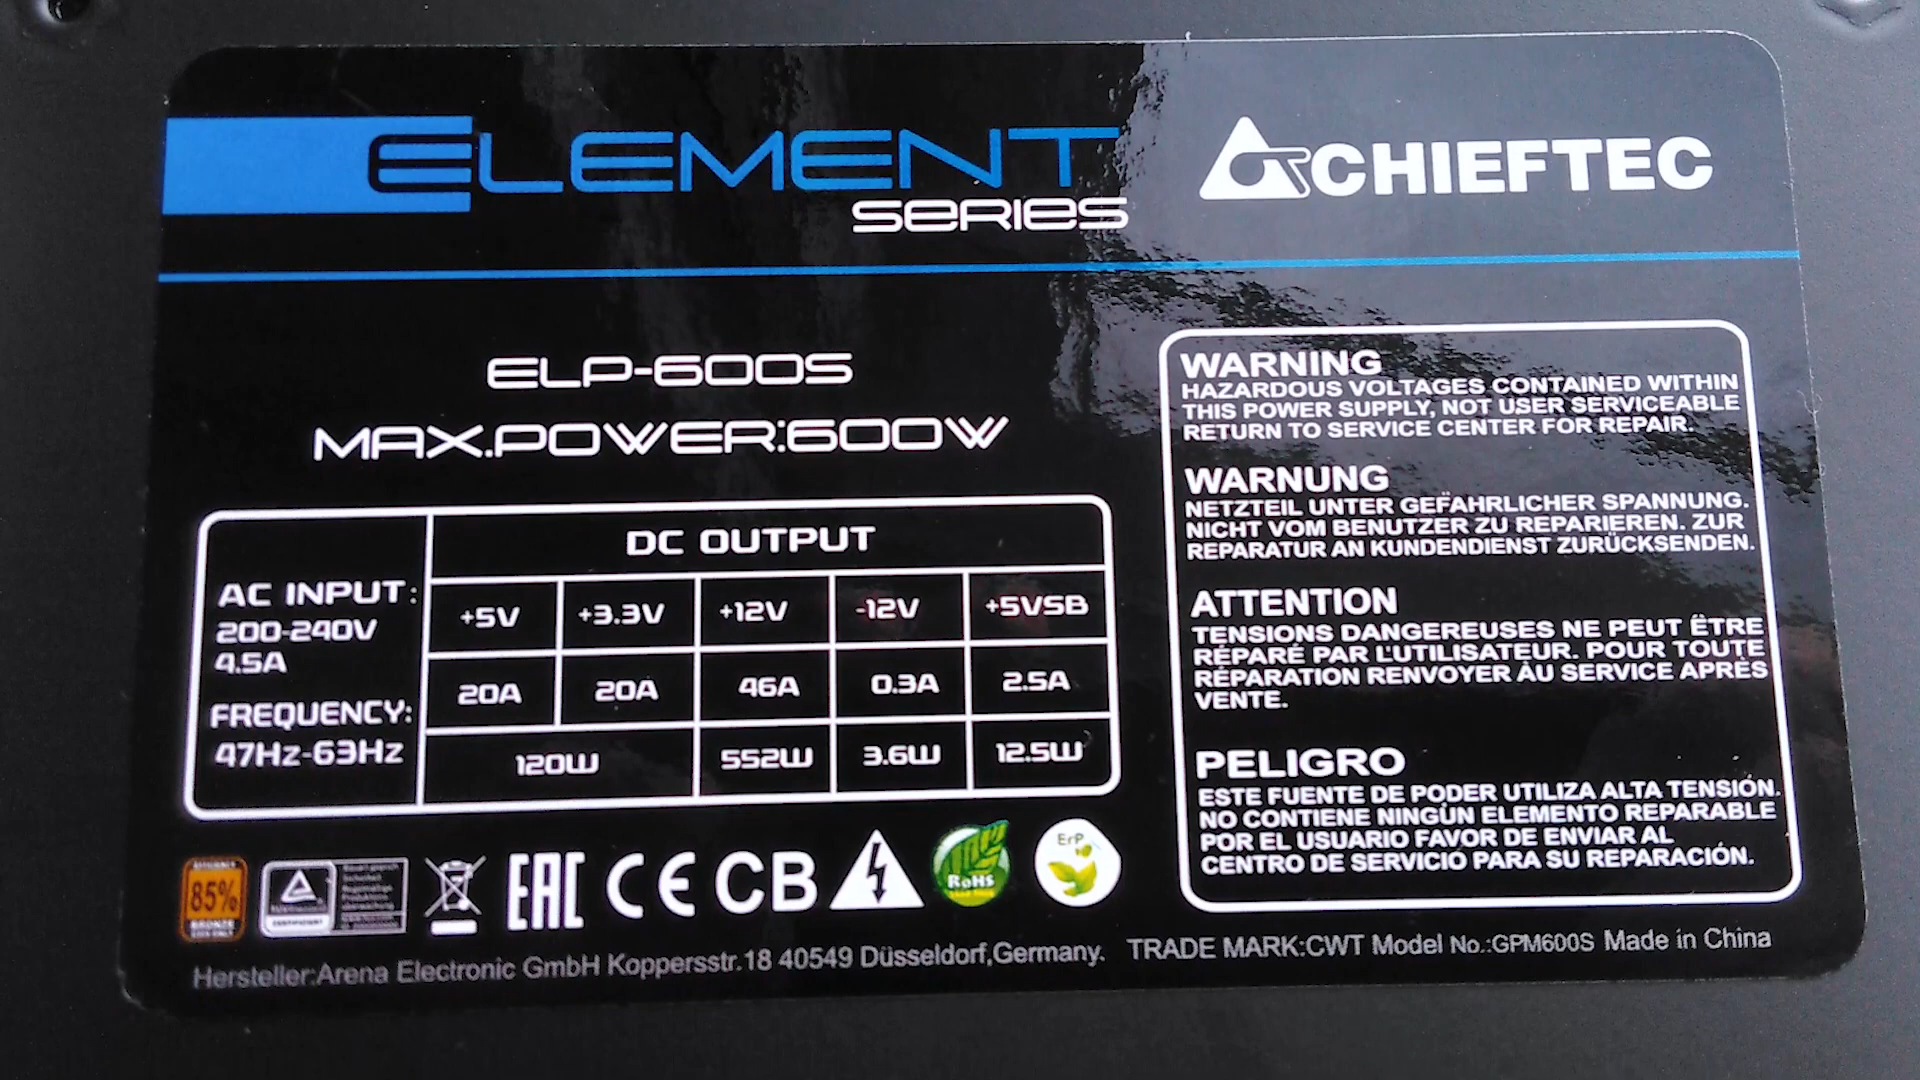 ELEMENT
SERIES
CHIEFTEC
ELP-600S
MAX.POWER:600W
AC INPUT:
200-240V
4.5A
FREQUENCY:
47Hz-63Hz
DC OUTPUT
+5V +3.3V +12V -12V +5VSB
20A 20A 46A 0.3A 2.5A
120W 552W 3.6W 12.5W
WARNING
HAZARDOUS VOLTAGES CONTAINED WITHIN
THIS POWER SUPPLY, NOT USER SERVICEABLE
RETURN TO SERVICE CENTER FOR REPAIR.
WARNUNG
NETZTEIL UNTER GEFÄHRLICHER SPANNUNG.
NICHT VOM BENUTZER ZU REPARIEREN. ZUR
REPARATUR AN KUNDENDIENST ZURÜCKSENDEN.
ATTENTION
TENSIONS DANGEREUSES NE PEUT ËTRE
RÉPARÉ PAR L'UTILISATEUR. POUR TOUTE
RÉPARATION RENVOYER ÀU SERVICE APRÈS
VENTE.
PELIGRO
ESTE FUENTE DE PODER UTILIZA ALTA TENSIÓN.
NO CONTIENE NINGÚN ELEMENTO REPARABLE
POR EL USUARIO FAVOR DE ENVIAR AL
CENTRO DE SERVICIO PARA SU REPARACIÓN.
85%
BRONZE
EAC CE CB
RoHS
ErP
Hersteller:Arena Electronic GmbH Koppersstr.18 40549 Düsseldorf,Germany. TRADE MARK:CWT Model No.:GPM600S Made in China